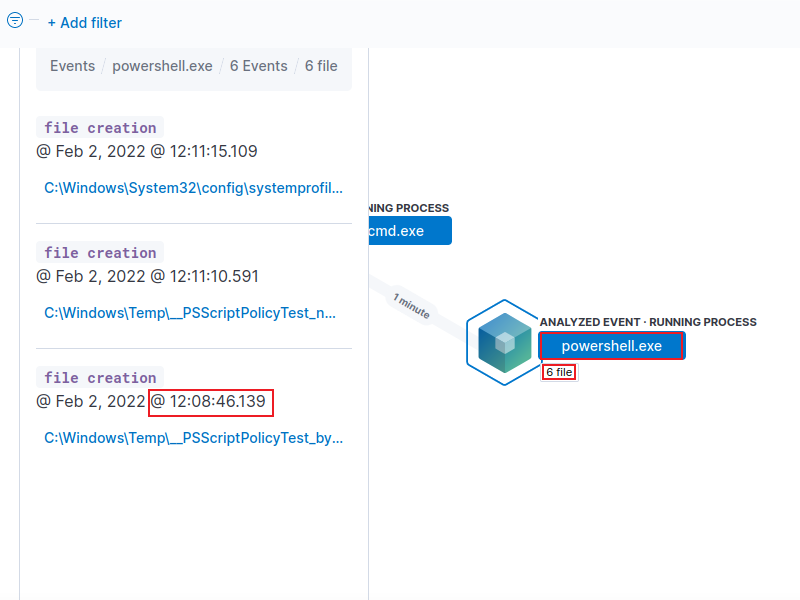 + Add filter
Events / powershell.exe / 6 Events / 6 file
file creation
@ Feb 2, 2022 @ 12:11:15.109
C:\Windows\System32\config\systemprofil...
file creation
@ Feb 2, 2022 @ 12:11:10.591
C:\Windows\Temp\__PSScriptPolicyTest_n...
file creation
@ Feb 2, 2022 @ 12:08:46.139
C:\Windows\Temp\__PSScriptPolicyTest_by...
NING PROCESS
cmd.exe
1 minute
ANALYZED EVENT · RUNNING PROCESS
powershell.exe
6 file